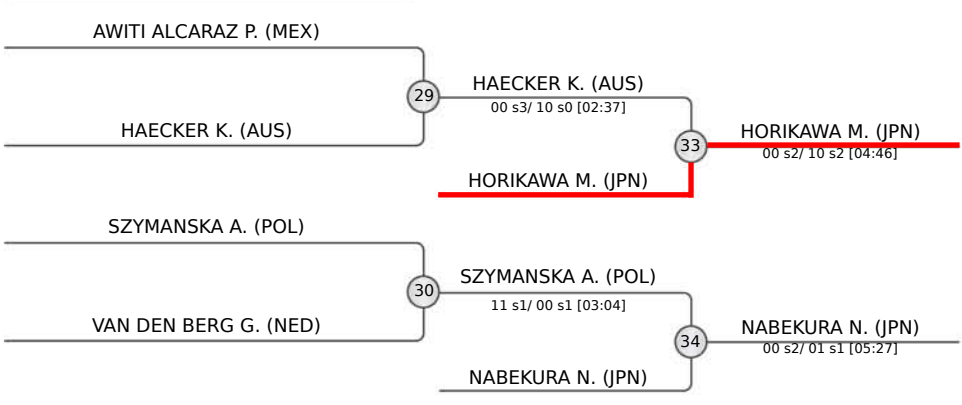 AWITI ALCARAZ P. (MEX)
29
HAECKER K. (AUS)
HAECKER K. (AUS)
00 s3/ 10 s0 [02:37]
33
HORIKAWA M. (JPN)
HORIKAWA M. (JPN)
00 s2/ 10 s2 [04:46]
SZYMANSKA A. (POL)
30
VAN DEN BERG G. (NED)
SZYMANSKA A. (POL)
11 s1/ 00 s1 [03:04]
34
NABEKURA N. (JPN)
NABEKURA N. (JPN)
00 s2/ 01 s1 [05:27]